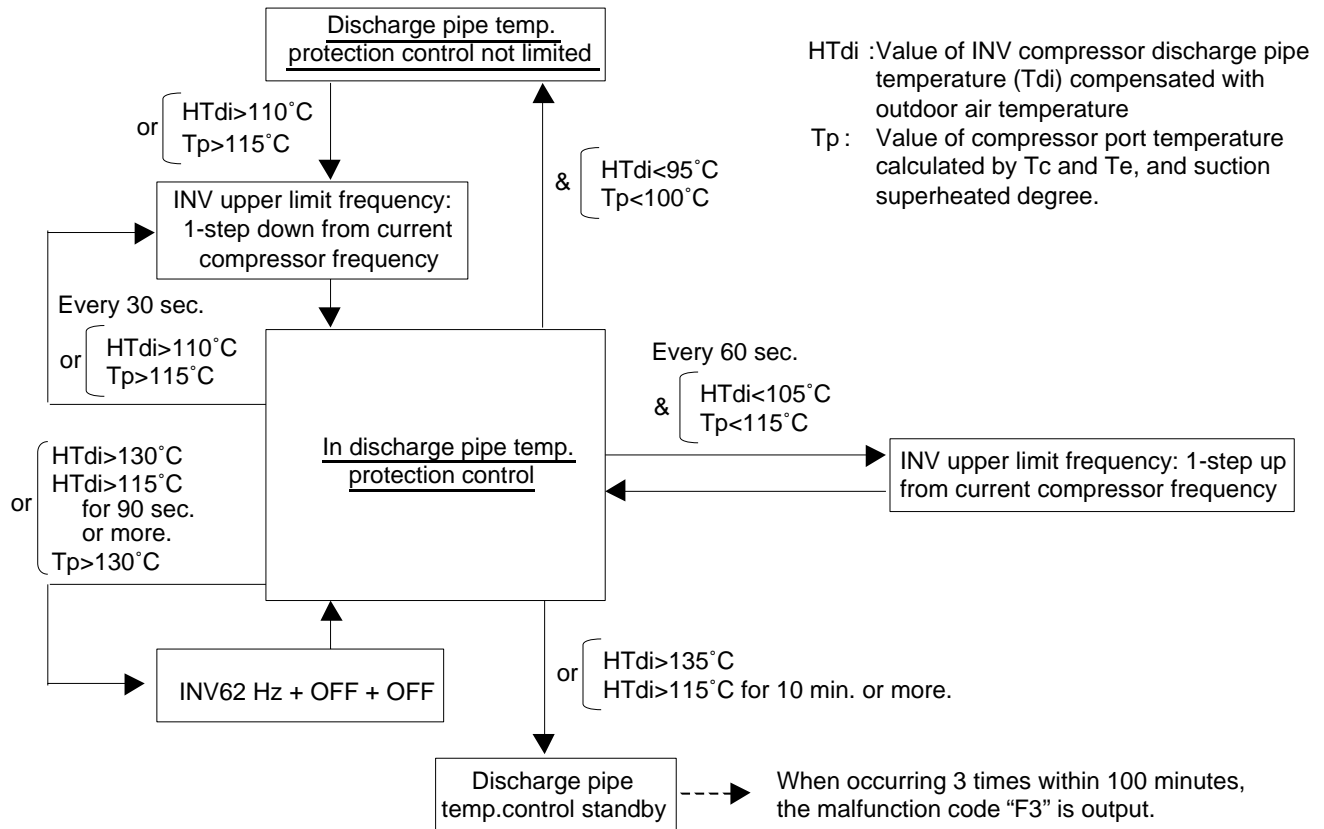 Discharge pipe temp.
protection control not limited
HTdi :Value of INV compressor discharge pipe
temperature (Tdi) compensated with
outdoor air temperature
Tp : Value of compressor port temperature
calculated by Tc and Te, and suction
superheated degree.
or
HTdi>110˚C
Tp>115˚C
&
HTdi<95˚C
Tp<100˚C
INV upper limit frequency:
1-step down from current
compressor frequency
Every 30 sec.
or
HTdi>110˚C
Tp>115˚C
Every 60 sec.
&
HTdi<105˚C
Tp<115˚C
In discharge pipe temp.
protection control
INV upper limit frequency: 1-step up
from current compressor frequency
or
HTdi>130˚C
HTdi>115˚C
for 90 sec.
or more.
Tp>130˚C
INV62 Hz + OFF + OFF
or
HTdi>135˚C
HTdi>115˚C for 10 min. or more.
Discharge pipe
temp.control standby
When occurring 3 times within 100 minutes,
the malfunction code “F3” is output.